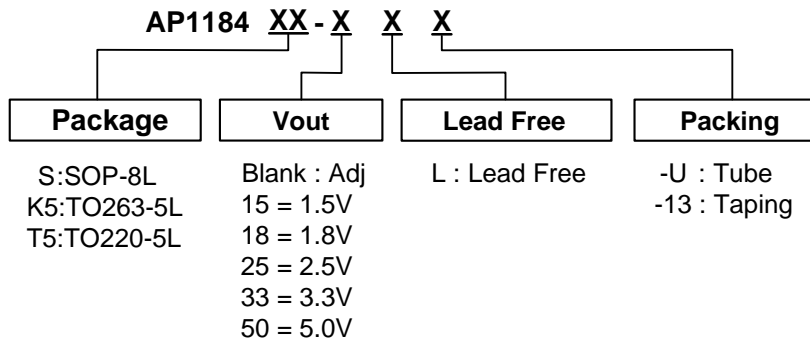 AP1184 XX - X X X
Package
S:SOP-8L
K5:TO263-5L
T5:TO220-5L
Vout
Blank : Adj
15 = 1.5V
18 = 1.8V
25 = 2.5V
33 = 3.3V
50 = 5.0V
Lead Free
L : Lead Free
Packing
-U : Tube
-13 : Taping